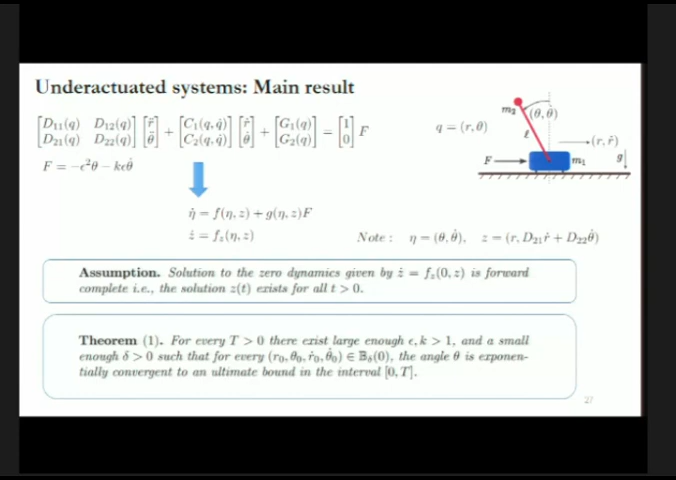 Underactuated systems: Main result
[D₁₁(q) D₁₂(q); D₂₁(q) D₂₂(q)] [r̈; θ̈] + [C₁(q, q̇); C₂(q, q̇)] [ṙ; θ̇] + [G₁(q); G₂(q)] = [1; 0] F
q = (r, θ)
m₂
(θ, θ̇)
ℓ
(r, ṙ)
F
m₁
g
F = −ϵ²θ − kϵθ̇
η̇ = f(η, z) + g(η, z)F
ż = f_z(η, z)
Note : η = (θ, θ̇), z = (r, D₂₁ṙ + D₂₂θ̇)
Assumption. Solution to the zero dynamics given by ż = f_z(0, z) is forward
complete i.e., the solution z(t) exists for all t > 0.
Theorem (1). For every T > 0 there exist large enough ϵ, k > 1, and a small
enough δ > 0 such that for every (r₀, θ₀, ṙ₀, θ̇₀) ∈ 𝔹_δ(0), the angle θ is exponen-
tially convergent to an ultimate bound in the interval [0, T].
27